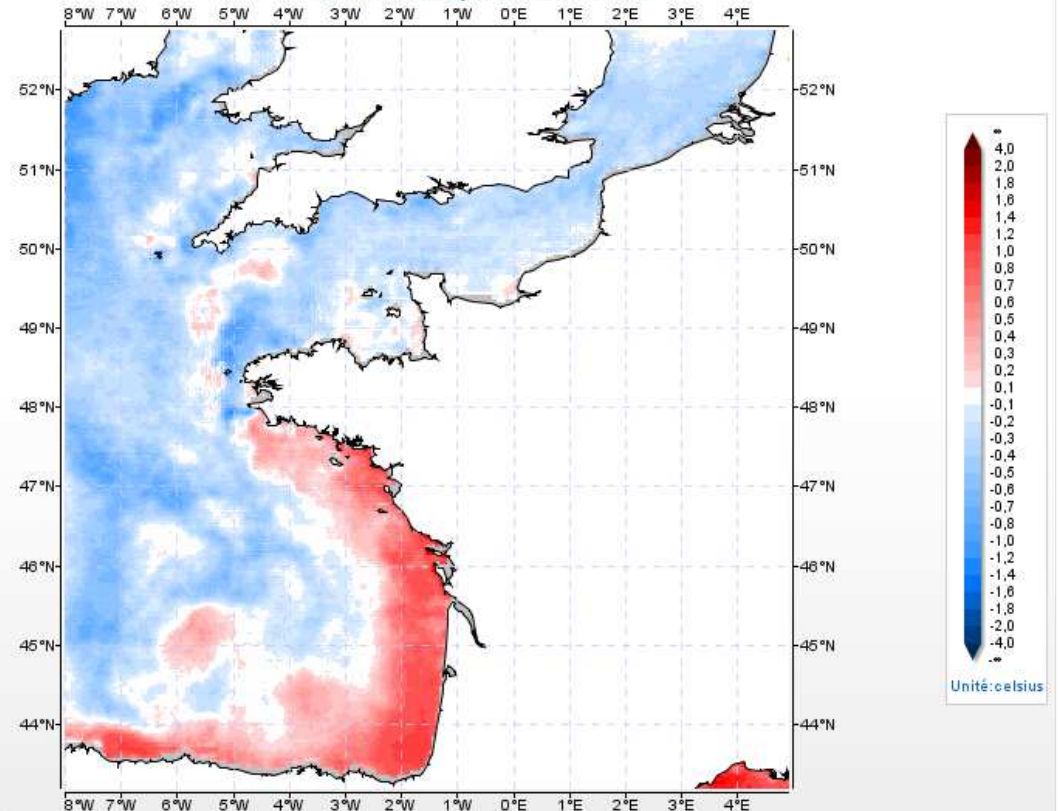 8°W 7°W 6°W 5°W 4°W 3°W 2°W 1°W 0°E 1°E 2°E 3°E 4°E
52°N 52°N
51°N 51°N
50°N 50°N
49°N 49°N
48°N 48°N
47°N 47°N
46°N 46°N
45°N 45°N
44°N 44°N
8°W 7°W 6°W 5°W 4°W 3°W 2°W 1°W 0°E 1°E 2°E 3°E 4°E
∞
4,0
2,0
1,8
1,6
1,4
1,2
1,0
0,8
0,7
0,6
0,5
0,4
0,3
0,2
0,1
-0,1
-0,2
-0,3
-0,4
-0,5
-0,6
-0,7
-0,8
-1,0
-1,2
-1,4
-1,6
-1,8
-2,0
-4,0
-∞
Unité:celsius